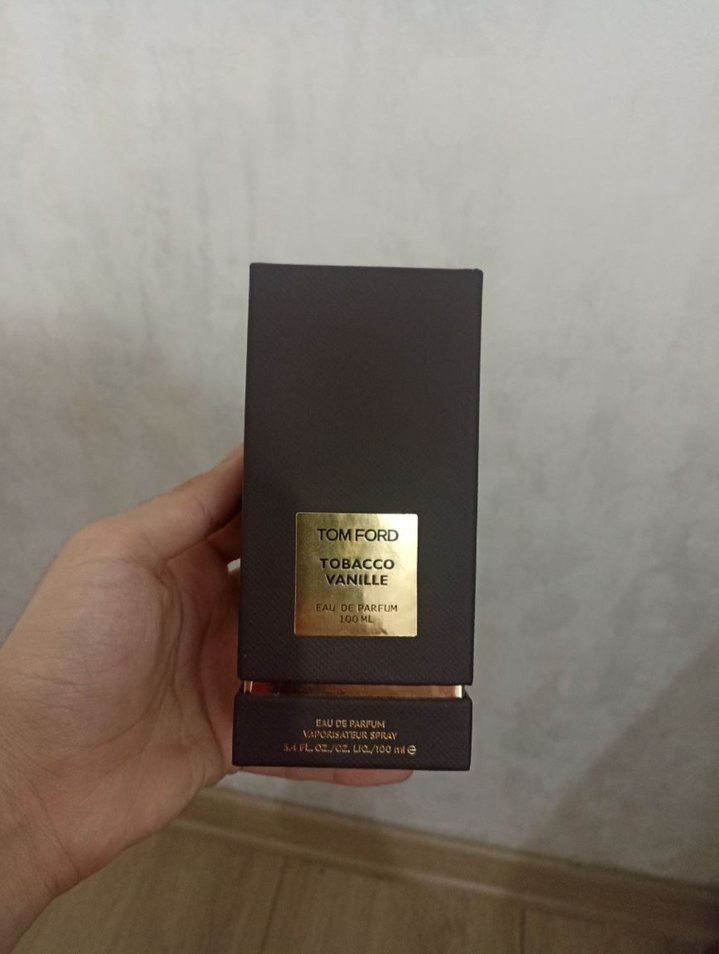 TOM FORD
TOBACCO
VANILLE
EAU DE PARFUM
100 ML
EAU DE PARFUM
VAPORISATEUR SPRAY
3.4 FL. OZ./OZ. LIQ./100 ml ℮